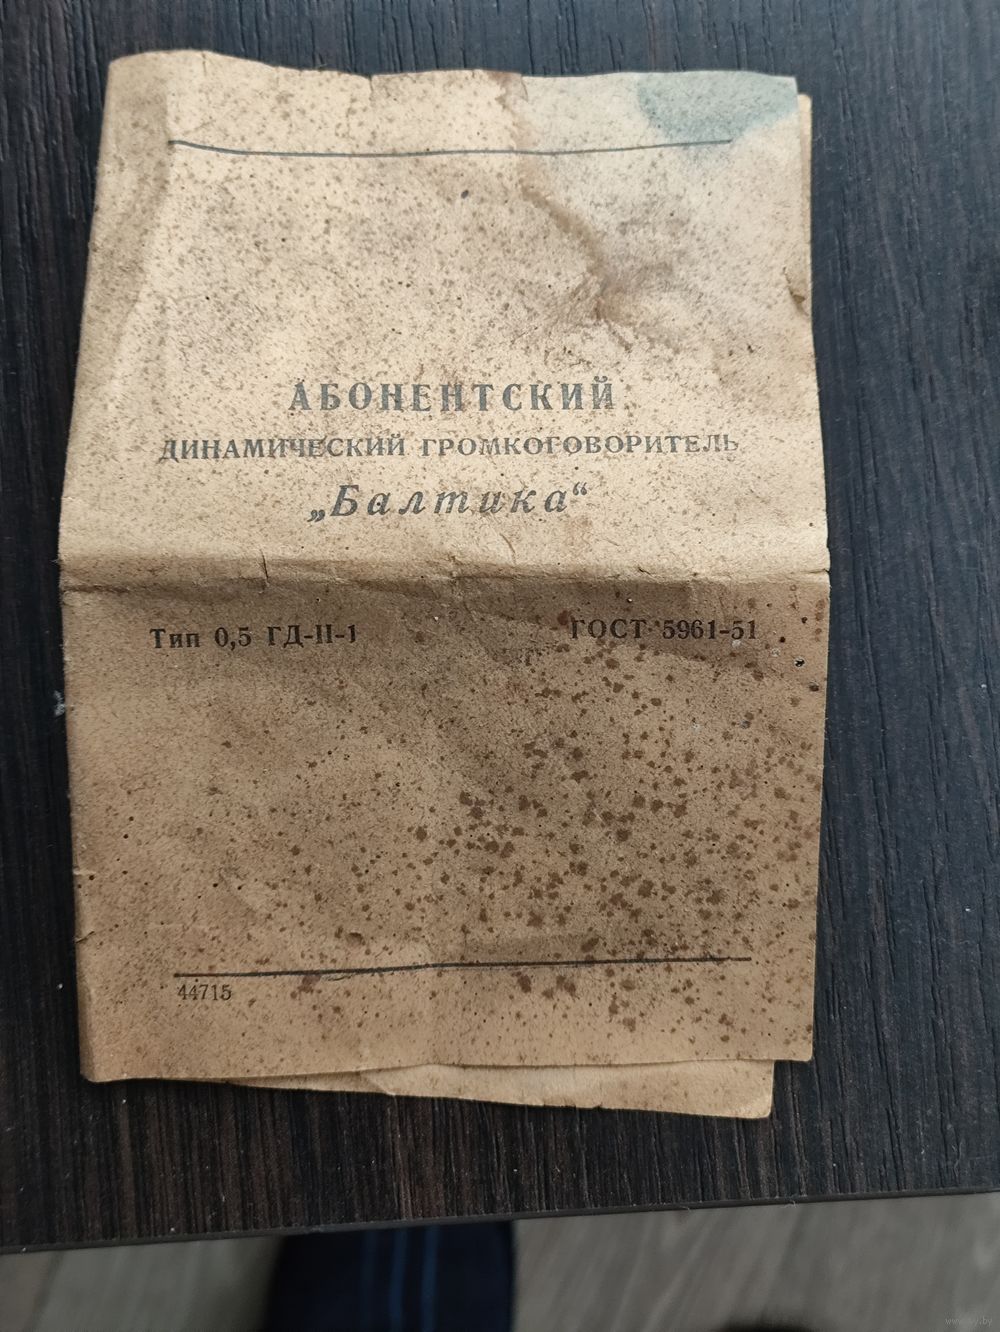 АБОНЕНТСКИЙ
ДИНАМИЧЕСКИЙ ГРОМКОГОВОРИТЕЛЬ
„Балтика“
Тип 0,5 ГД-II-1
ГОСТ 5961-51
44715